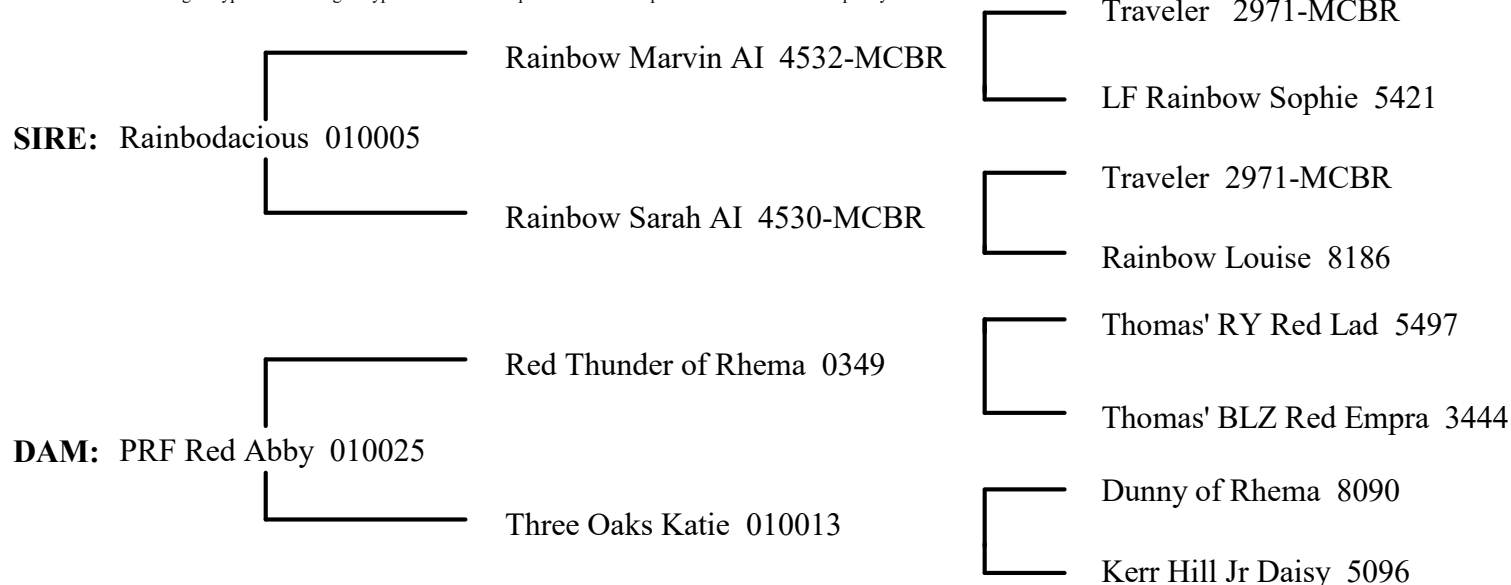 Traveler 2971-MCBR
Rainbow Marvin AI 4532-MCBR
LF Rainbow Sophie 5421
SIRE: Rainbodacious 010005
Traveler 2971-MCBR
Rainbow Sarah AI 4530-MCBR
Rainbow Louise 8186
Thomas' RY Red Lad 5497
Red Thunder of Rhema 0349
Thomas' BLZ Red Empra 3444
DAM: PRF Red Abby 010025
Dunny of Rhema 8090
Three Oaks Katie 010013
Kerr Hill Jr Daisy 5096